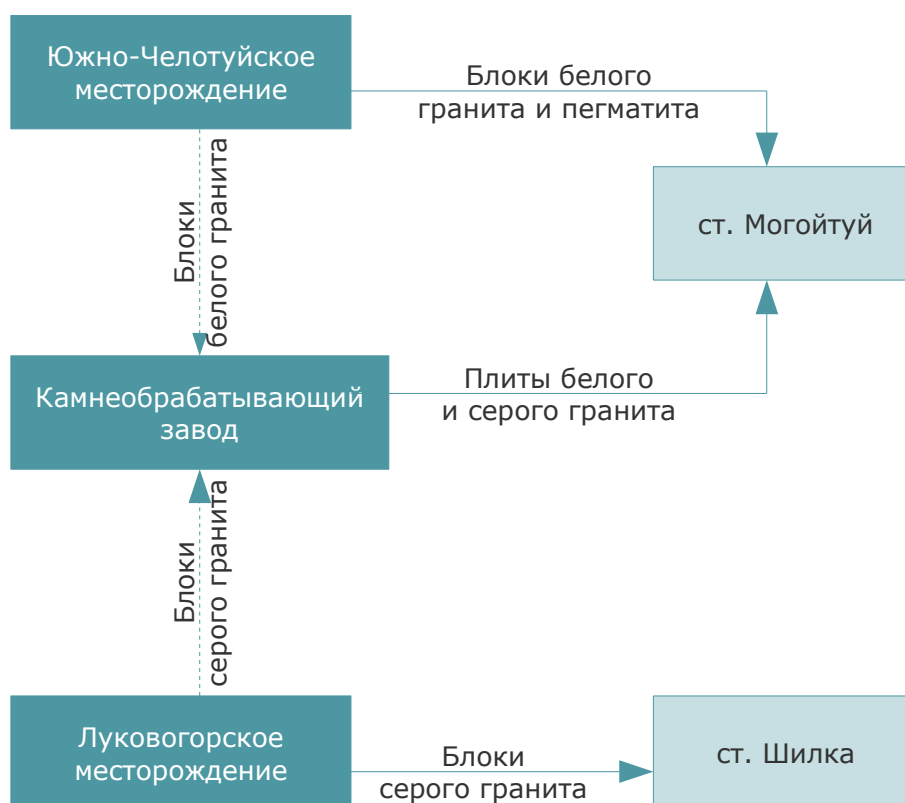 Южно-Челотуйское
месторождение
Блоки белого
гранита и пегматита
Блоки
белого гранита
ст. Могойтуй
Камнеобрабатывающий
завод
Плиты белого
и серого гранита
Блоки
серого гранита
Луковогорское
месторождение
Блоки
серого гранита
ст. Шилка